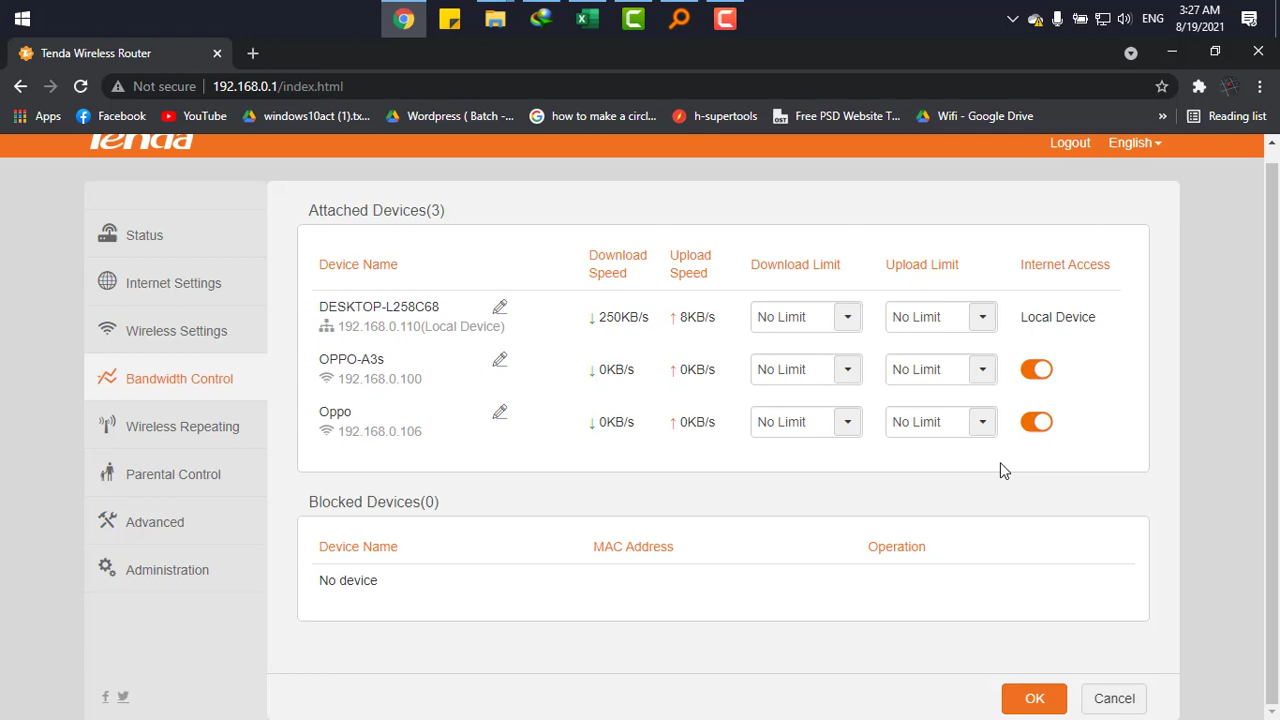 3:27 AM
ENG
8/19/2021
Tenda Wireless Router
Not secure
192.168.0.1/index.html
Apps
Facebook
YouTube
windows10act (1).tx...
Wordpress ( Batch -...
how to make a circl...
h-supertools
Free PSD Website T...
Wifi - Google Drive
»
Reading list
Tenda
Logout
English
Status
Internet Settings
Wireless Settings
Bandwidth Control
Wireless Repeating
Parental Control
Advanced
Administration
Attached Devices(3)
Device Name
Download Speed
Upload Speed
Download Limit
Upload Limit
Internet Access
DESKTOP-L258C68
192.168.0.110(Local Device)
↓ 250KB/s
↑ 8KB/s
No Limit
No Limit
Local Device
OPPO-A3s
192.168.0.100
↓ 0KB/s
↑ 0KB/s
No Limit
No Limit
Oppo
192.168.0.106
↓ 0KB/s
↑ 0KB/s
No Limit
No Limit
Blocked Devices(0)
Device Name
MAC Address
Operation
No device
OK
Cancel